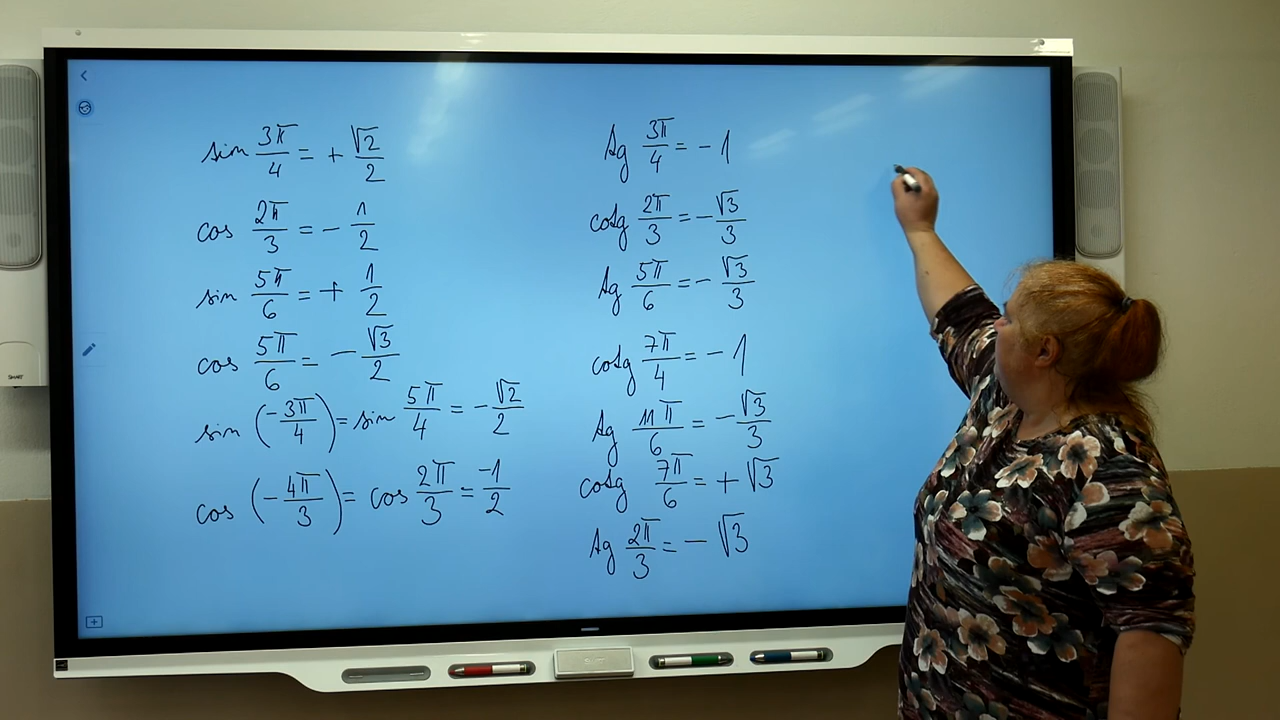 sin 3π/4 = + √2/2
cos 2π/3 = - 1/2
sin 5π/6 = + 1/2
cos 5π/6 = - √3/2
sin (-3π/4) = sin 5π/4 = - √2/2
cos (-4π/3) = cos 2π/3 = -1/2
tg 3π/4 = - 1
cotg 2π/3 = - √3/3
tg 5π/6 = - √3/3
cotg 7π/4 = - 1
tg 11π/6 = - √3/3
cotg 7π/6 = + √3
tg 2π/3 = - √3
SMART